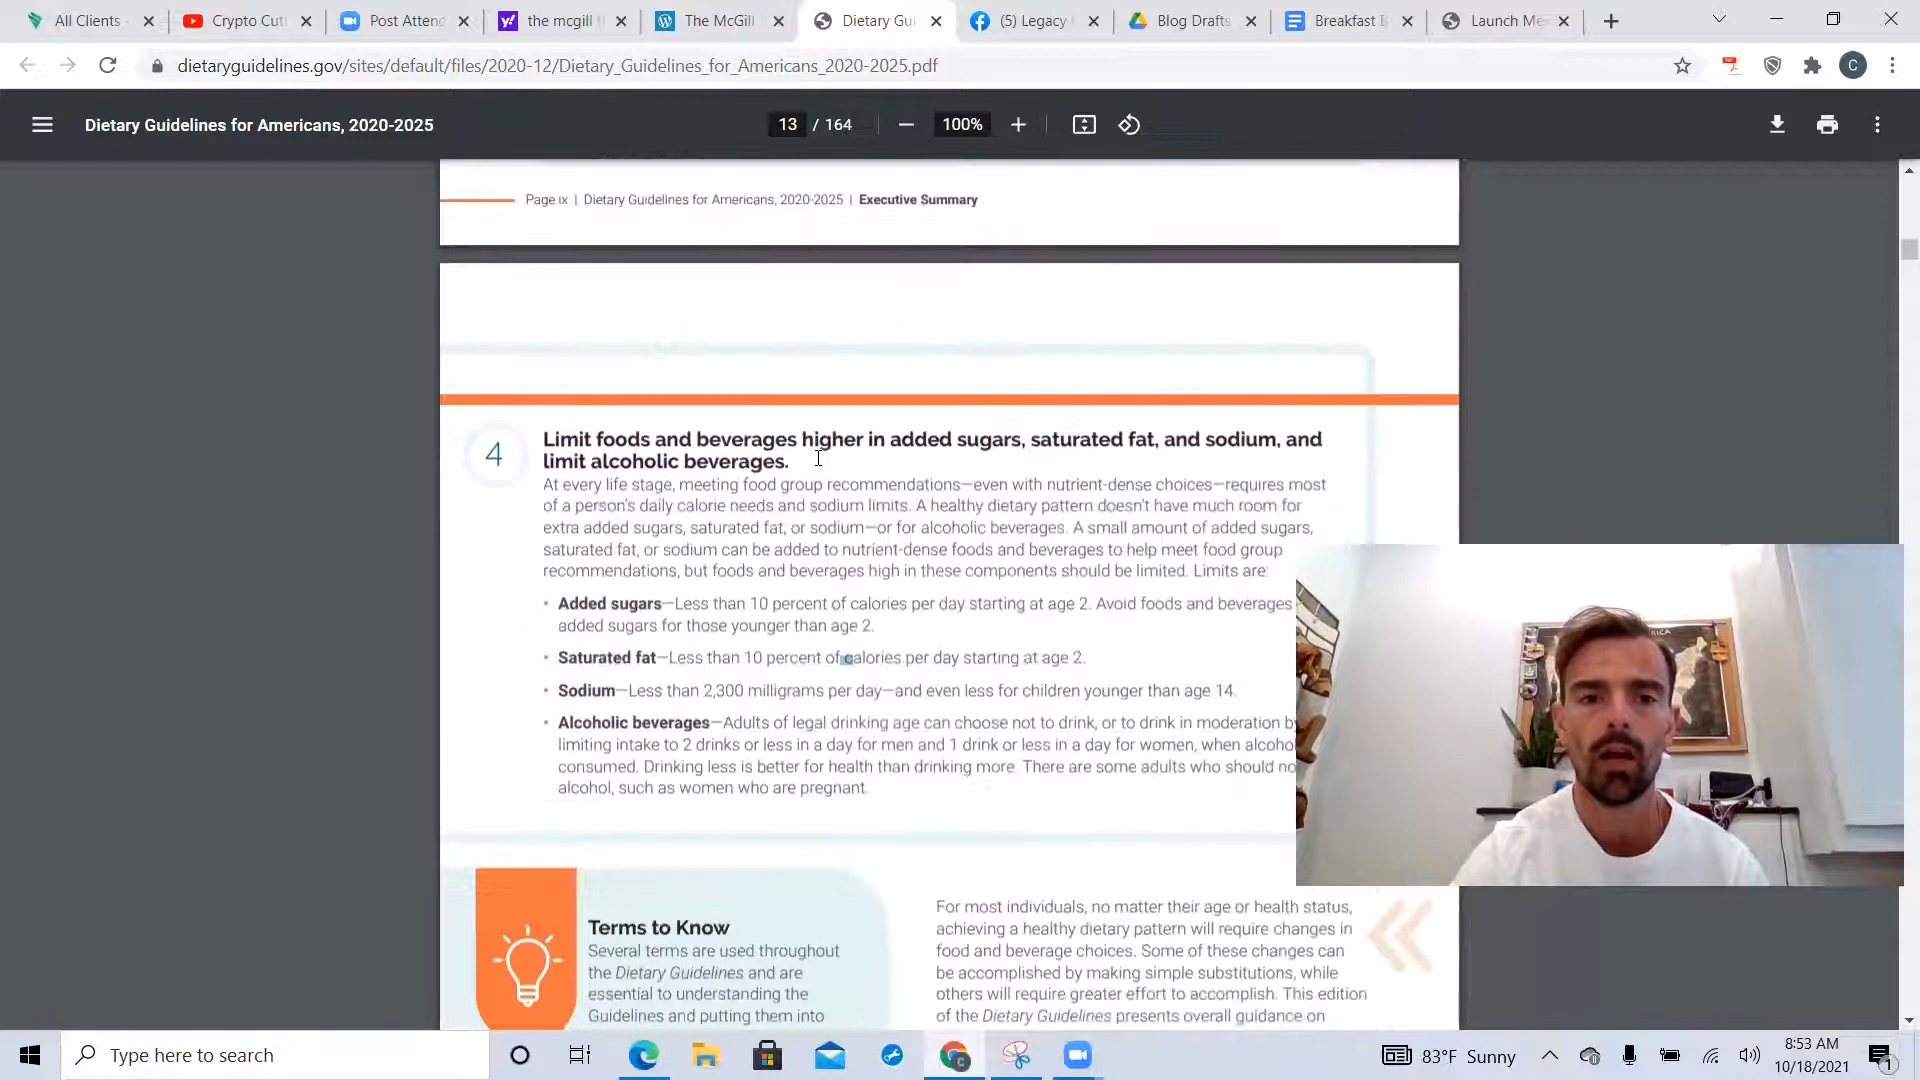 All Clients
Crypto Cut
Post Attend
the mcgill
The McGill
Dietary Gui
(5) Legacy
Blog Drafts
Breakfast
Launch Me
dietaryguidelines.gov/sites/default/files/2020-12/Dietary_Guidelines_for_Americans_2020-2025.pdf
C
Dietary Guidelines for Americans, 2020-2025
13 / 164
100%
Page ix | Dietary Guidelines for Americans, 2020-2025 | Executive Summary
4
Limit foods and beverages higher in added sugars, saturated fat, and sodium, and
limit alcoholic beverages.
At every life stage, meeting food group recommendations—even with nutrient-dense choices—requires most
of a person's daily calorie needs and sodium limits. A healthy dietary pattern doesn't have much room for
extra added sugars, saturated fat, or sodium—or for alcoholic beverages. A small amount of added sugars,
saturated fat, or sodium can be added to nutrient-dense foods and beverages to help meet food group
recommendations, but foods and beverages high in these components should be limited. Limits are:
• Added sugars—Less than 10 percent of calories per day starting at age 2. Avoid foods and beverages
added sugars for those younger than age 2.
• Saturated fat—Less than 10 percent of calories per day starting at age 2.
• Sodium—Less than 2,300 milligrams per day—and even less for children younger than age 14.
• Alcoholic beverages—Adults of legal drinking age can choose not to drink, or to drink in moderation
limiting intake to 2 drinks or less in a day for men and 1 drink or less in a day for women, when
consumed. Drinking less is better for health than drinking more. There are some adults who should
alcohol, such as women who are pregnant.
Terms to Know
Several terms are used throughout
the Dietary Guidelines and are
essential to understanding the
Guidelines and putting them into
For most individuals, no matter their age or health status,
achieving a healthy dietary pattern will require changes in
food and beverage choices. Some of these changes can
be accomplished by making simple substitutions, while
others will require greater effort to accomplish. This edition
of the Dietary Guidelines presents overall guidance on
Type here to search
83°F Sunny
8:53 AM
10/18/2021
1